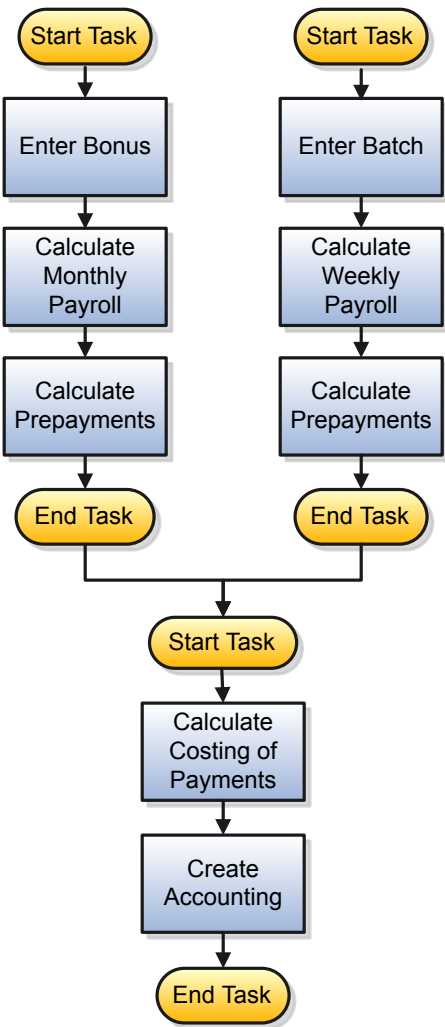 Start Task
Enter Bonus
Calculate
Monthly
Payroll
Calculate
Prepayments
End Task
Start Task
Enter Batch
Calculate
Weekly
Payroll
Calculate
Prepayments
End Task
Start Task
Calculate
Costing of
Payments
Create
Accounting
End Task